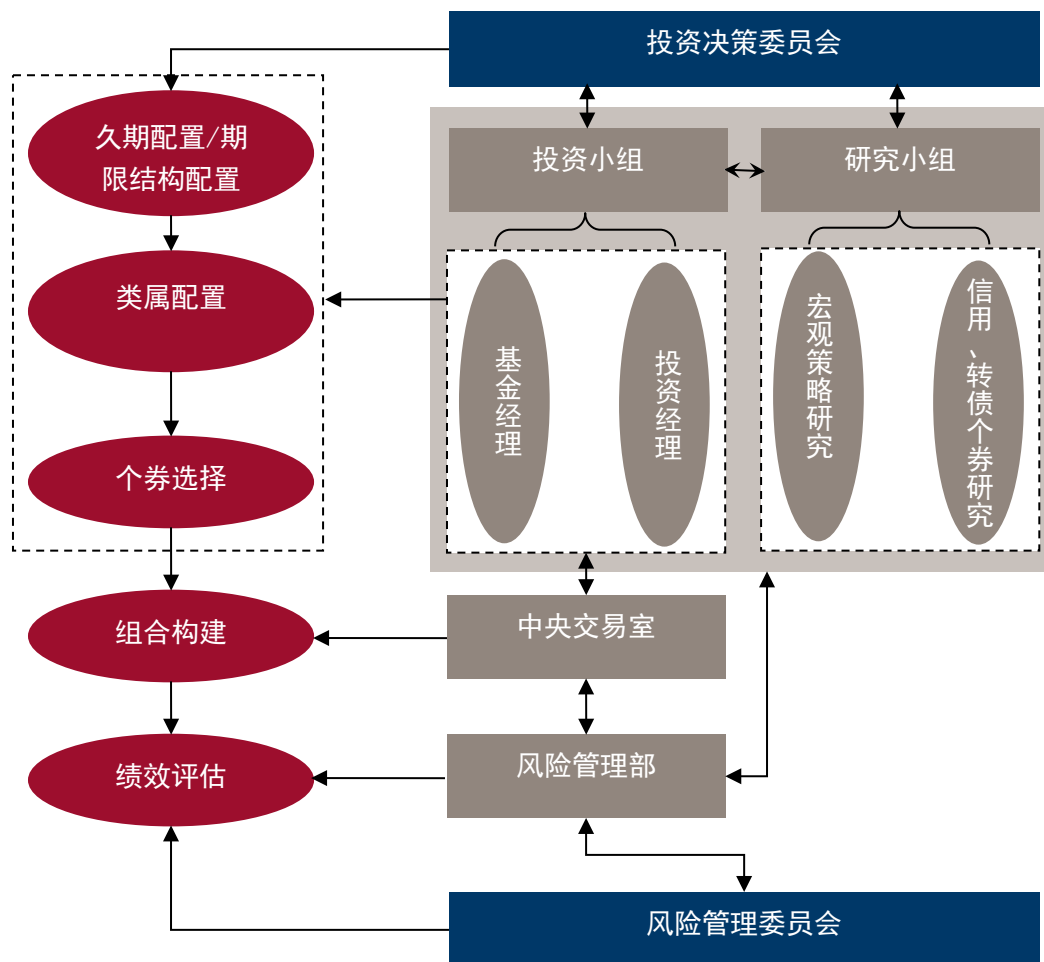 投资决策委员会
久期配置/期
限结构配置
投资小组
研究小组
类属配置
基金经理
投资经理
宏观策略研究
信用、转债个券研究
个券选择
组合构建
中央交易室
绩效评估
风险管理部
风险管理委员会